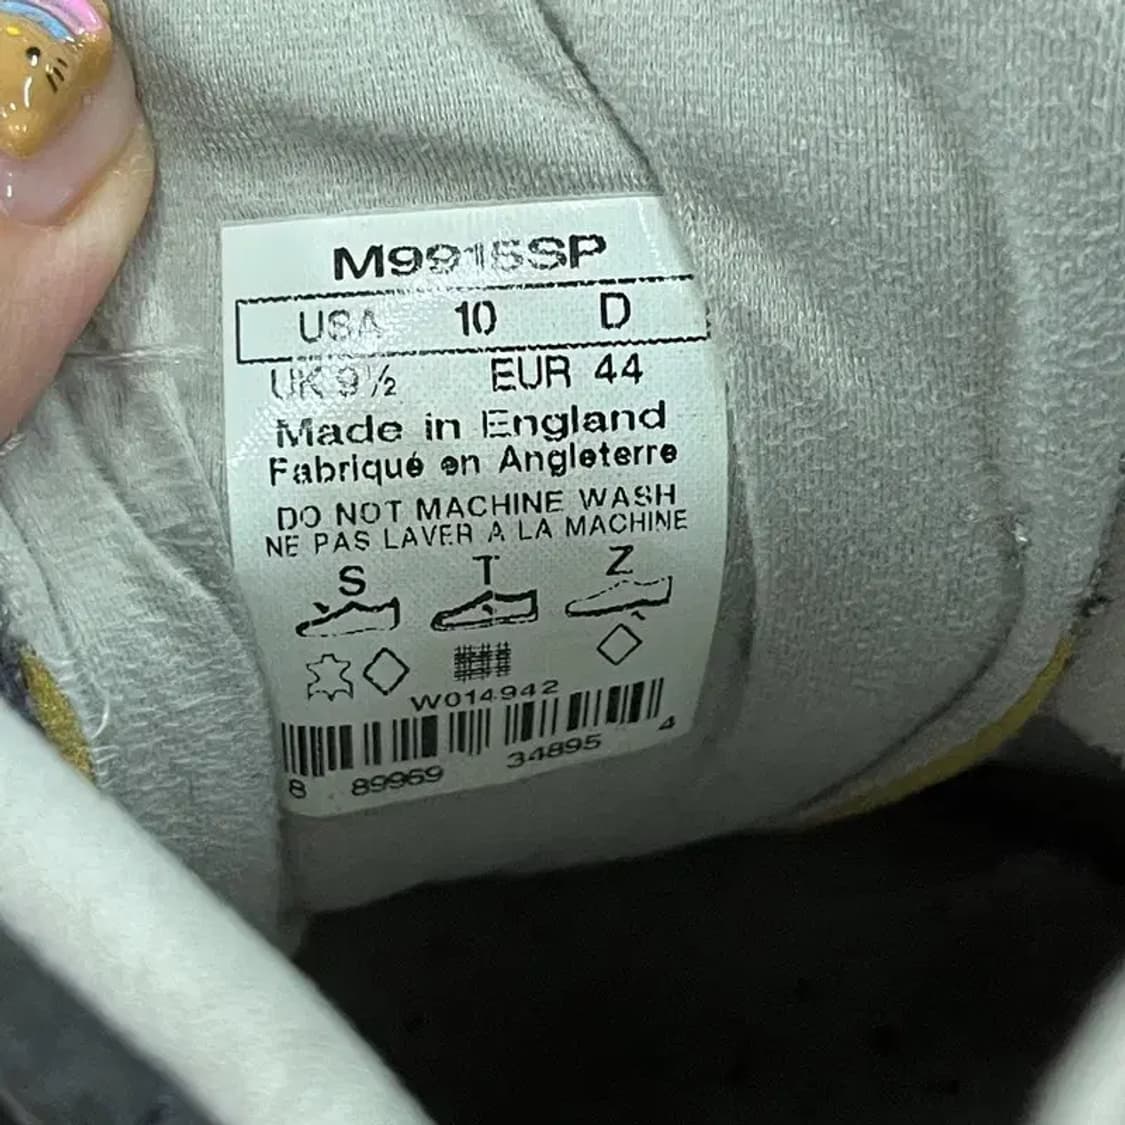 M9915SP
USA 10 D
UK 9½ EUR 44
Made in England
Fabriqué en Angleterre
DO NOT MACHINE WASH
NE PAS LAVER A LA MACHINE
S T Z
W014942
8 89969 34895 4